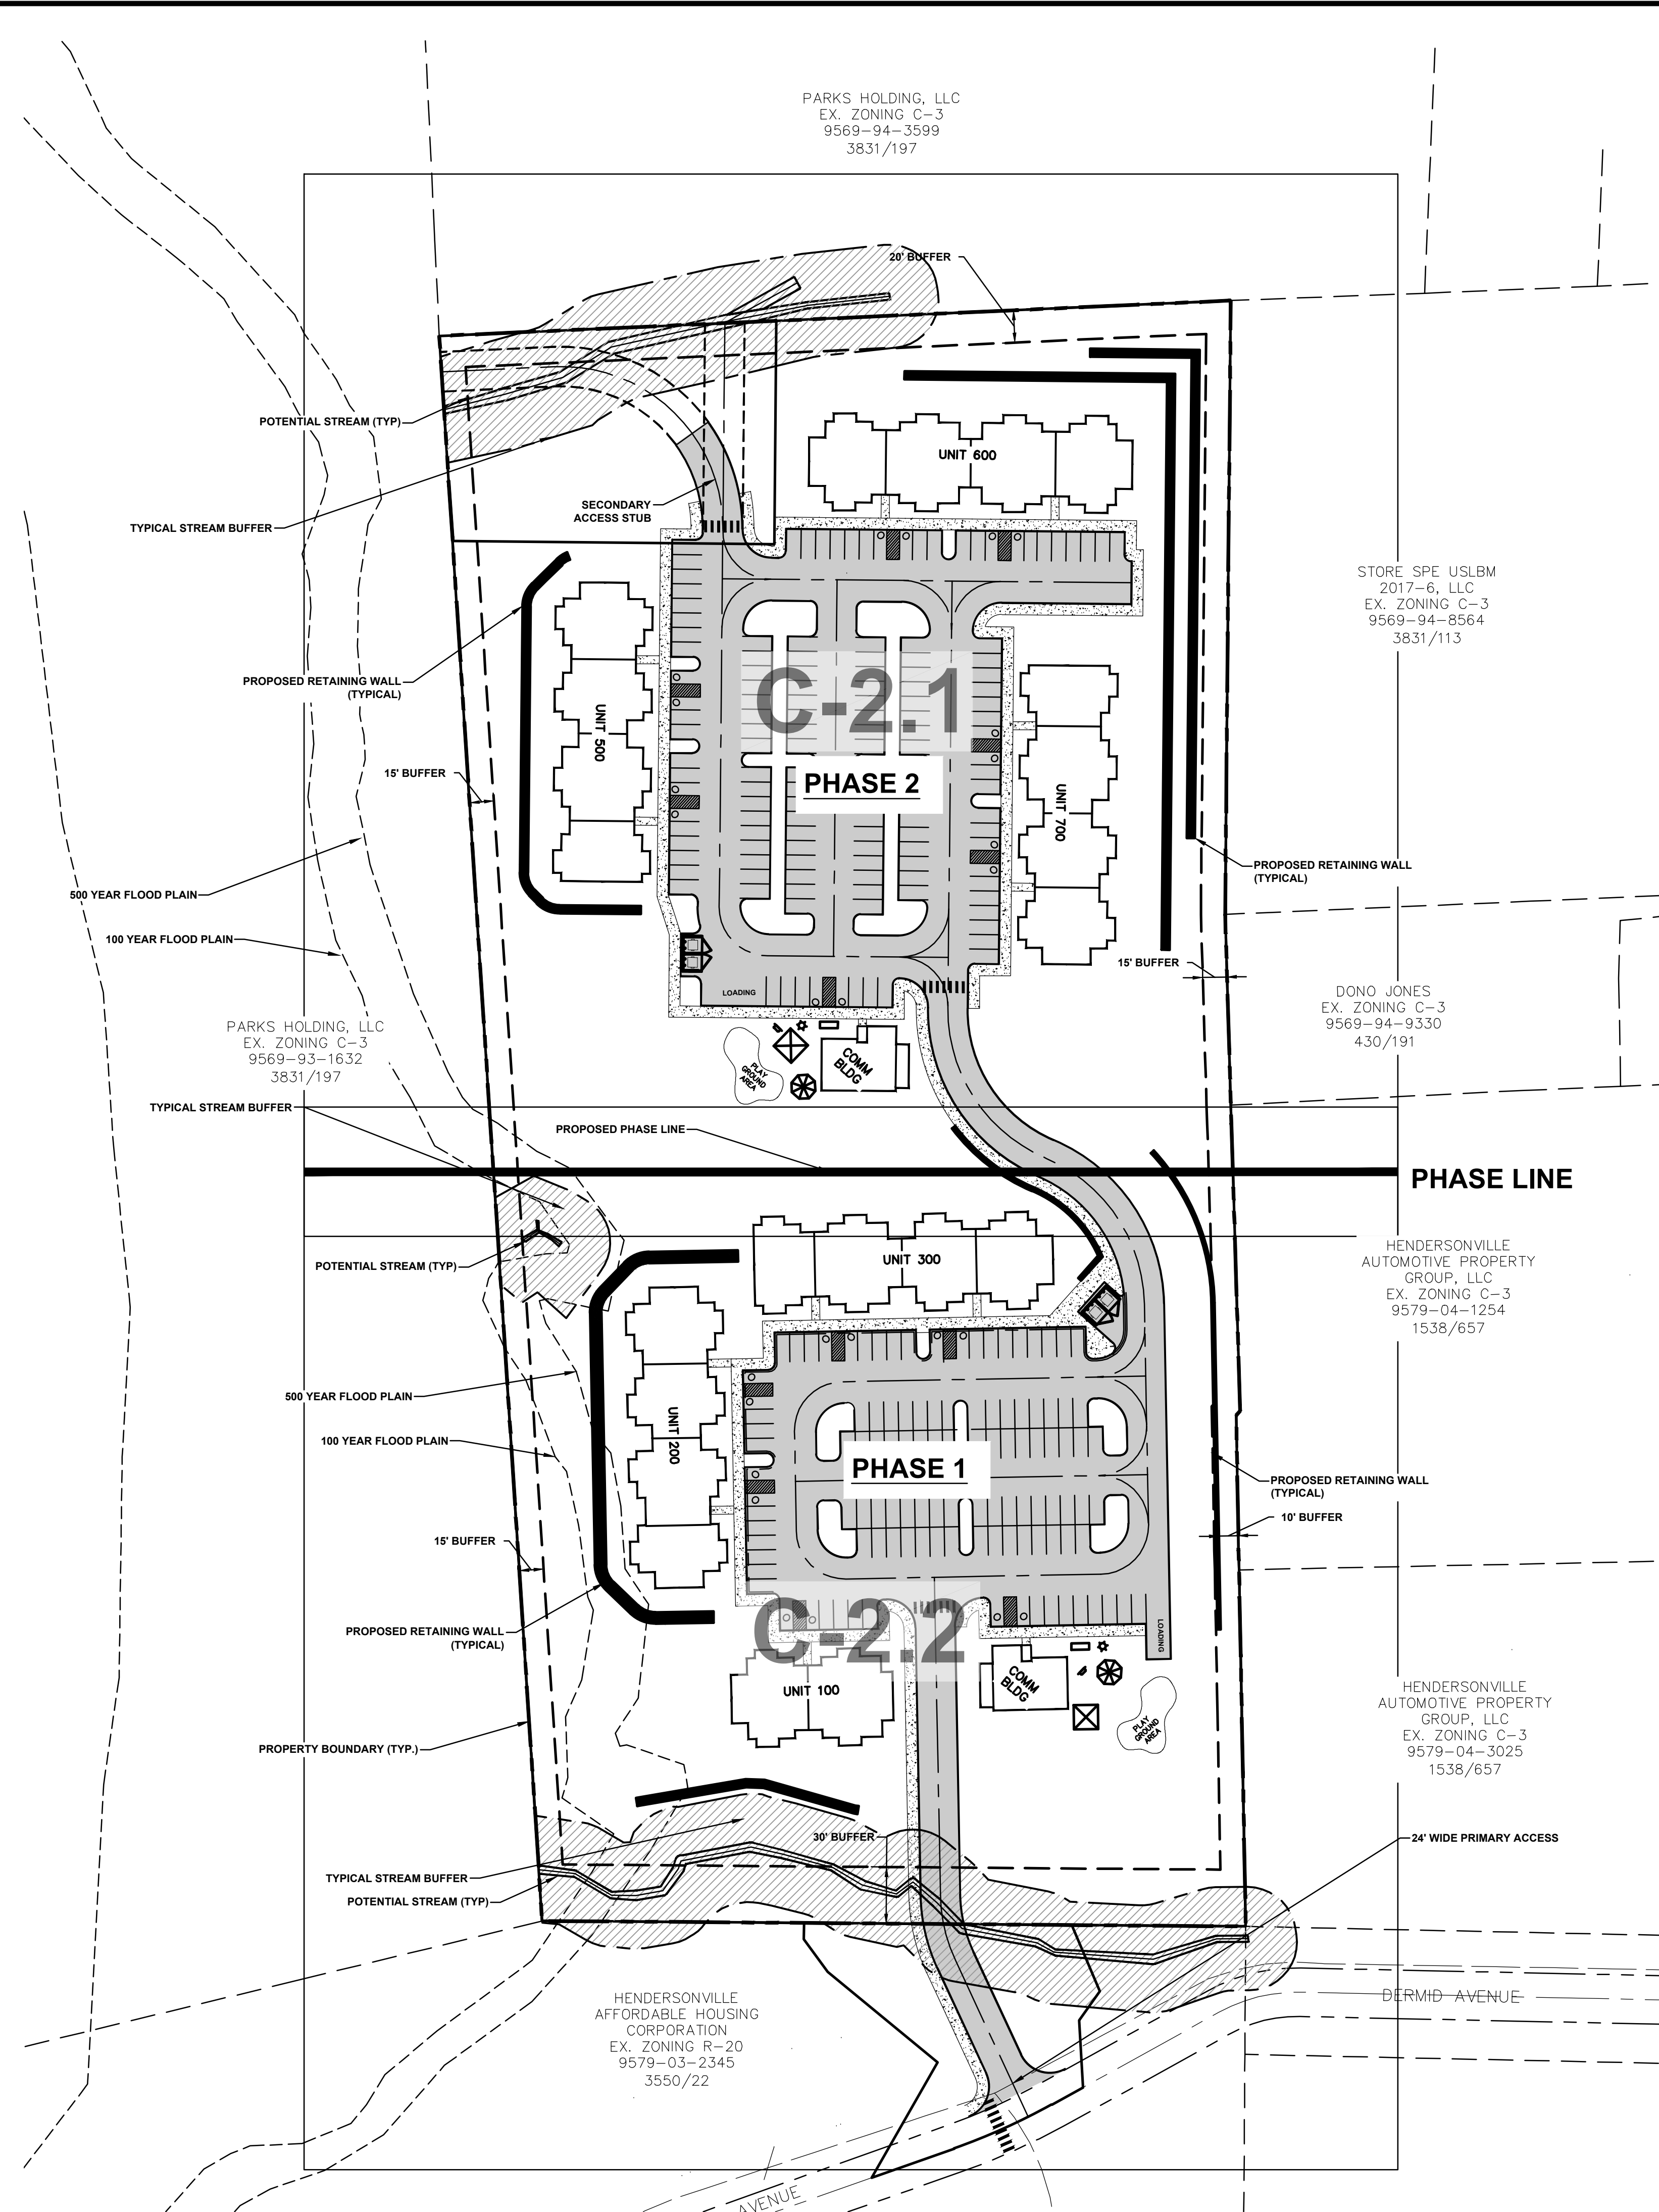 PARKS HOLDING, LLC
EX. ZONING C-3
9569-94-3599
3831/197
20' BUFFER
POTENTIAL STREAM (TYP)
TYPICAL STREAM BUFFER
SECONDARY
ACCESS STUB
UNIT 600
STORE SPE USLBM
2017-6, LLC
EX. ZONING C-3
9569-94-8564
3831/113
PROPOSED RETAINING WALL
(TYPICAL)
UNIT 500
C-2.1
PHASE 2
15' BUFFER
UNIT 700
PROPOSED RETAINING WALL
(TYPICAL)
500 YEAR FLOOD PLAIN
100 YEAR FLOOD PLAIN
15' BUFFER
LOADING
DONO JONES
EX. ZONING C-3
9569-94-9330
430/191
PARKS HOLDING, LLC
EX. ZONING C-3
9569-93-1632
3831/197
PLAY
GROUND
AREA
COMM
BLDG
TYPICAL STREAM BUFFER
PROPOSED PHASE LINE
PHASE LINE
POTENTIAL STREAM (TYP)
UNIT 300
HENDERSONVILLE
AUTOMOTIVE PROPERTY
GROUP, LLC
EX. ZONING C-3
9579-04-1254
1538/657
500 YEAR FLOOD PLAIN
UNIT 200
100 YEAR FLOOD PLAIN
PHASE 1
PROPOSED RETAINING WALL
(TYPICAL)
10' BUFFER
15' BUFFER
C-2.2
PROPOSED RETAINING WALL
(TYPICAL)
LOADING
UNIT 100
COMM
BLDG
PLAY
GROUND
AREA
HENDERSONVILLE
AUTOMOTIVE PROPERTY
GROUP, LLC
EX. ZONING C-3
9579-04-3025
1538/657
PROPERTY BOUNDARY (TYP.)
30' BUFFER
24' WIDE PRIMARY ACCESS
TYPICAL STREAM BUFFER
POTENTIAL STREAM (TYP)
HENDERSONVILLE
AFFORDABLE HOUSING
CORPORATION
EX. ZONING R-20
9579-03-2345
3550/22
DERMID AVENUE
AVENUE